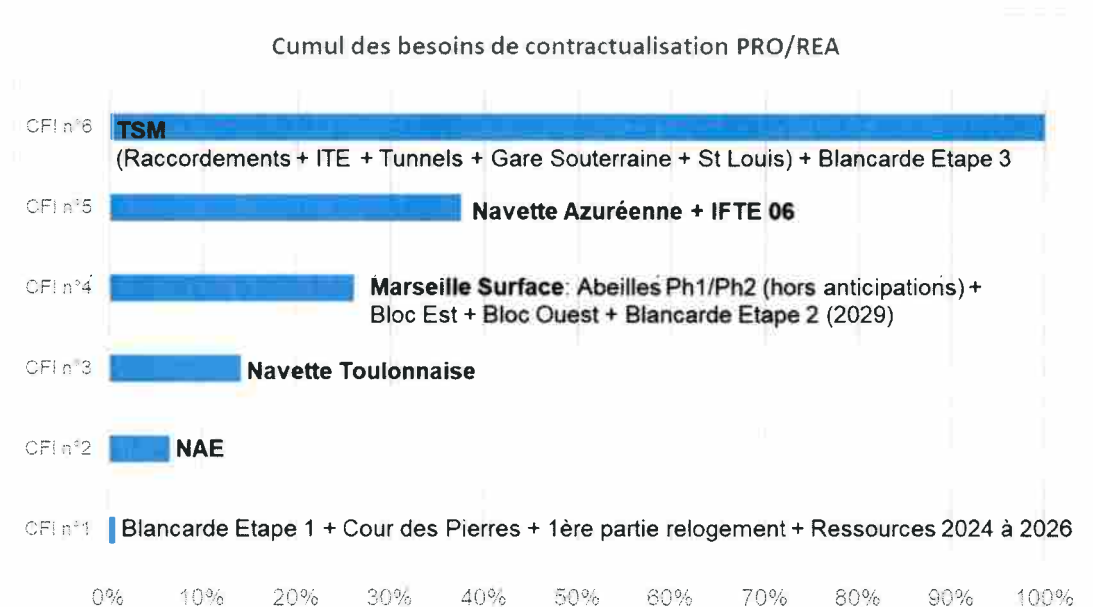 Cumul des besoins de contractualisation PRO/REA
CFI n°6
TSM
(Raccordements + ITE + Tunnels + Gare Souterraine + St Louis) + Blancarde Etape 3
CFI n°5
Navette Azuréenne + IFTE 06
CFI n°4
Marseille Surface: Abeilles Ph1/Ph2 (hors anticipations) +
Bloc Est + Bloc Ouest + Blancarde Etape 2 (2029)
CFI n°3
Navette Toulonnaise
CFI n°2
NAE
CFI n°1
Blancarde Etape 1 + Cour des Pierres + 1ère partie relogement + Ressources 2024 à 2026
0% 10% 20% 30% 40% 50% 60% 70% 80% 90% 100%